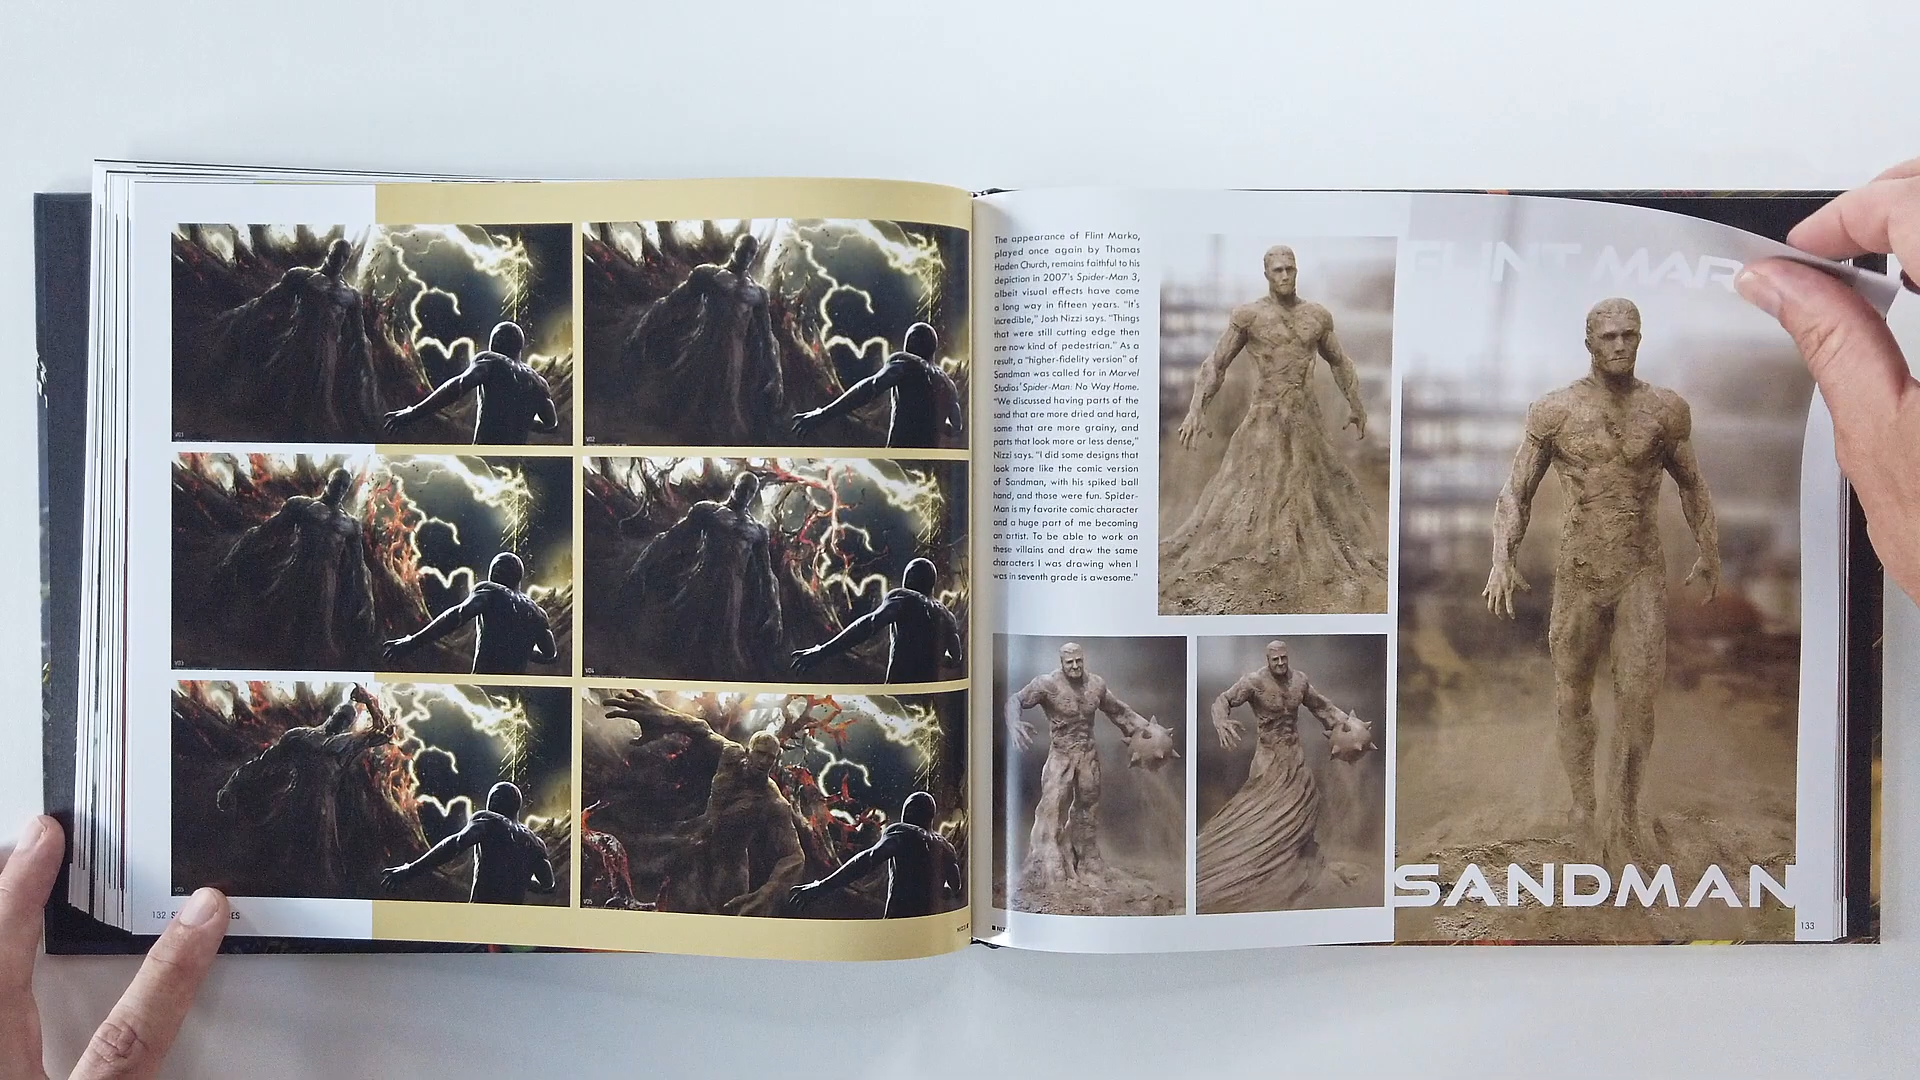 V01
V02
V03
V04
V05
132
The appearance of Flint Marko,
played once again by Thomas
Haden Church, remains faithful to his
depiction in 2007's Spider-Man 3,
albeit visual effects have come
a long way in fifteen years. "It's
incredible," Josh Nizzi says. "Things
that were still cutting edge then
are now kind of pedestrian." As a
result, a "higher-fidelity version" of
Sandman was called for in Marvel
Studios' Spider-Man: No Way Home.
"We discussed having parts of the
sand that are more dried and hard,
some that are more grainy, and
parts that look more or less dense,"
Nizzi says. "I did some designs that
look more like the comic version
of Sandman, with his spiked ball
hand, and those were fun. Spider-
Man is my favorite comic character
and a huge part of me becoming
an artist. To be able to work on
these villains and draw the same
characters I was drawing when I
was in seventh grade is awesome."
FLINT MAR
SANDMAN
133